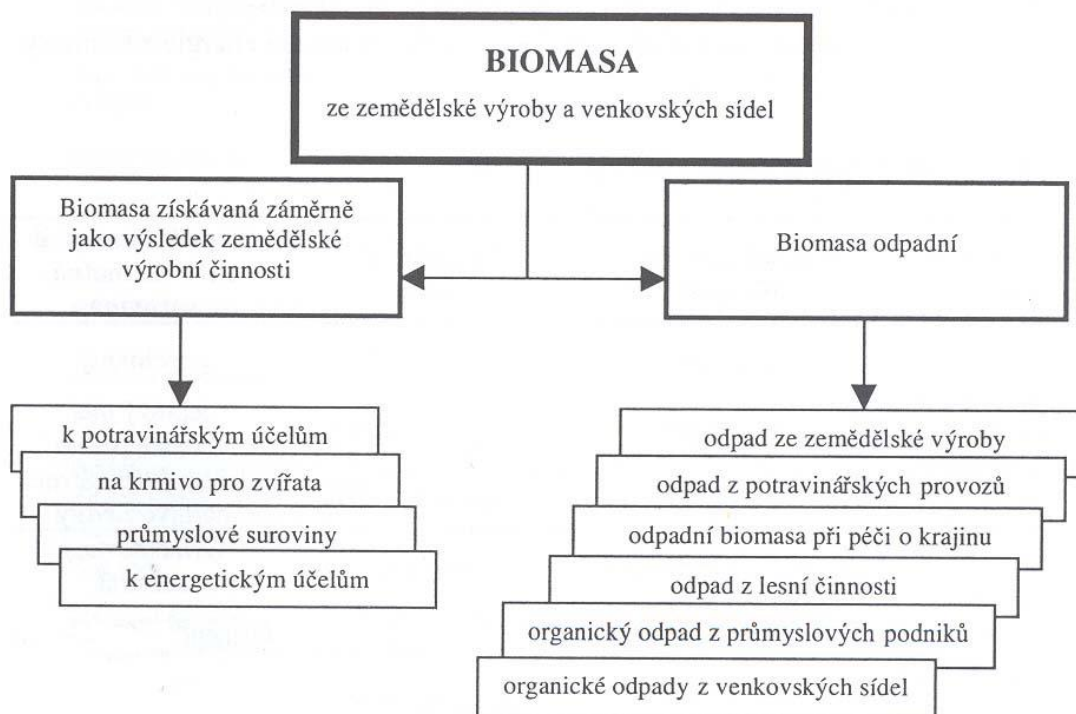 BIOMASA
ze zemědělské výroby a venkovských sídel
Biomasa získávaná záměrně
jako výsledek zemědělské
výrobní činnosti
Biomasa odpadní
k potravinářským účelům
na krmivo pro zvířata
průmyslové suroviny
k energetickým účelům
odpad ze zemědělské výroby
odpad z potravinářských provozů
odpadní biomasa při péči o krajinu
odpad z lesní činnosti
organický odpad z průmyslových podniků
organické odpady z venkovských sídel